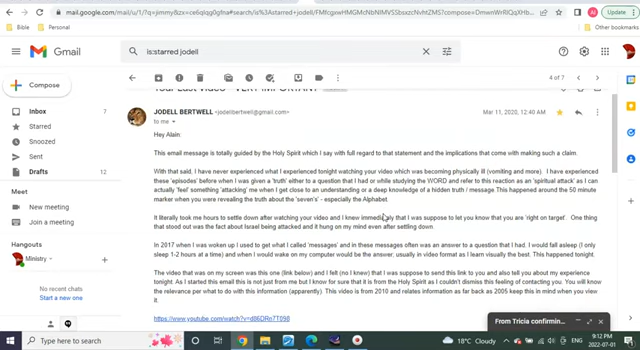 mail.google.com/mail/u/1/?q=jimmy&zx=ce6qlqg0gfna#search/is%3Astarred+jodell/
Update
Bible
Project
Other bookmarks
Gmail
is:starred jodell
Compose
4 of 7
Your Last Video - VERY IMPORTANT
Inbox 7
Starred
Snoozed
Sent
Drafts 12
Meet
New meeting
Join a meeting
Hangouts
Ministry
No recent chats
Start a new one
JODELL BERTWELL <jodellbertwell@gmail.com>
Mar 11, 2020, 12:40 AM
to me
Hey Alain:
This email message is totally guided by the Holy Spirit which I say with full regard to that statement and the implications that come with making such a claim.
With that said, I have never experienced what I experienced tonight watching your video which was becoming physically ill (vomiting and more). I have experienced
these 'episodes' before when I was given a 'truth' either to a question that I had or while studying the WORD and refer to this reaction as an 'spiritual attack' as I can
actually 'feel' something 'attacking' me when I get close to an understanding or a deep knowledge of a hidden truth / message. This happened around the 50 minute
marker when you were revealing the truth about the 'seven's' - especially the Alphabet.
It literally took me hours to settle down after watching your video and I knew immediately that I was suppose to let you know that you are 'right on target'. One thing
that stood out was the fact about Israel being attacked and it hung on my mind even after settling down.
In 2017 when I was woken up I used to get what I called 'messages' and in these messages often was an answer to a question that I had. I would fall asleep (I only
sleep 1-2 hours at a time) and when I would wake on my computer would be the answer, usually in video format as I learn visually the best. This happened tonight.
The video that was on my screen was this one (link below) and I felt (no I knew) that I was suppose to send this link to you and also tell you about my experience
tonight. As I started this email this is not just from me but I know for sure that it is from the Holy Spirit as I couldn't dismiss this feeling of contacting you. You will know
the relevance per what to do with this information (apparently). This video is from 2010 and relates information as far back as 2005 keep this in mind when you view
it.
https://www.youtube.com/watch?v=d86DRn7T098
From Tricia confirmin...
Type here to search
18°C Cloudy
9:12 PM
2022-07-01